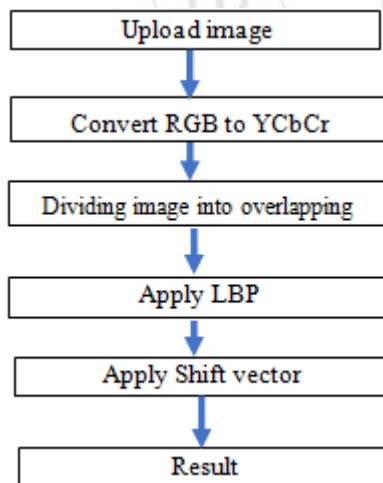 Upload image
Convert RGB to YCbCr
Dividing image into overlapping
Apply LBP
Apply Shift vector
Result